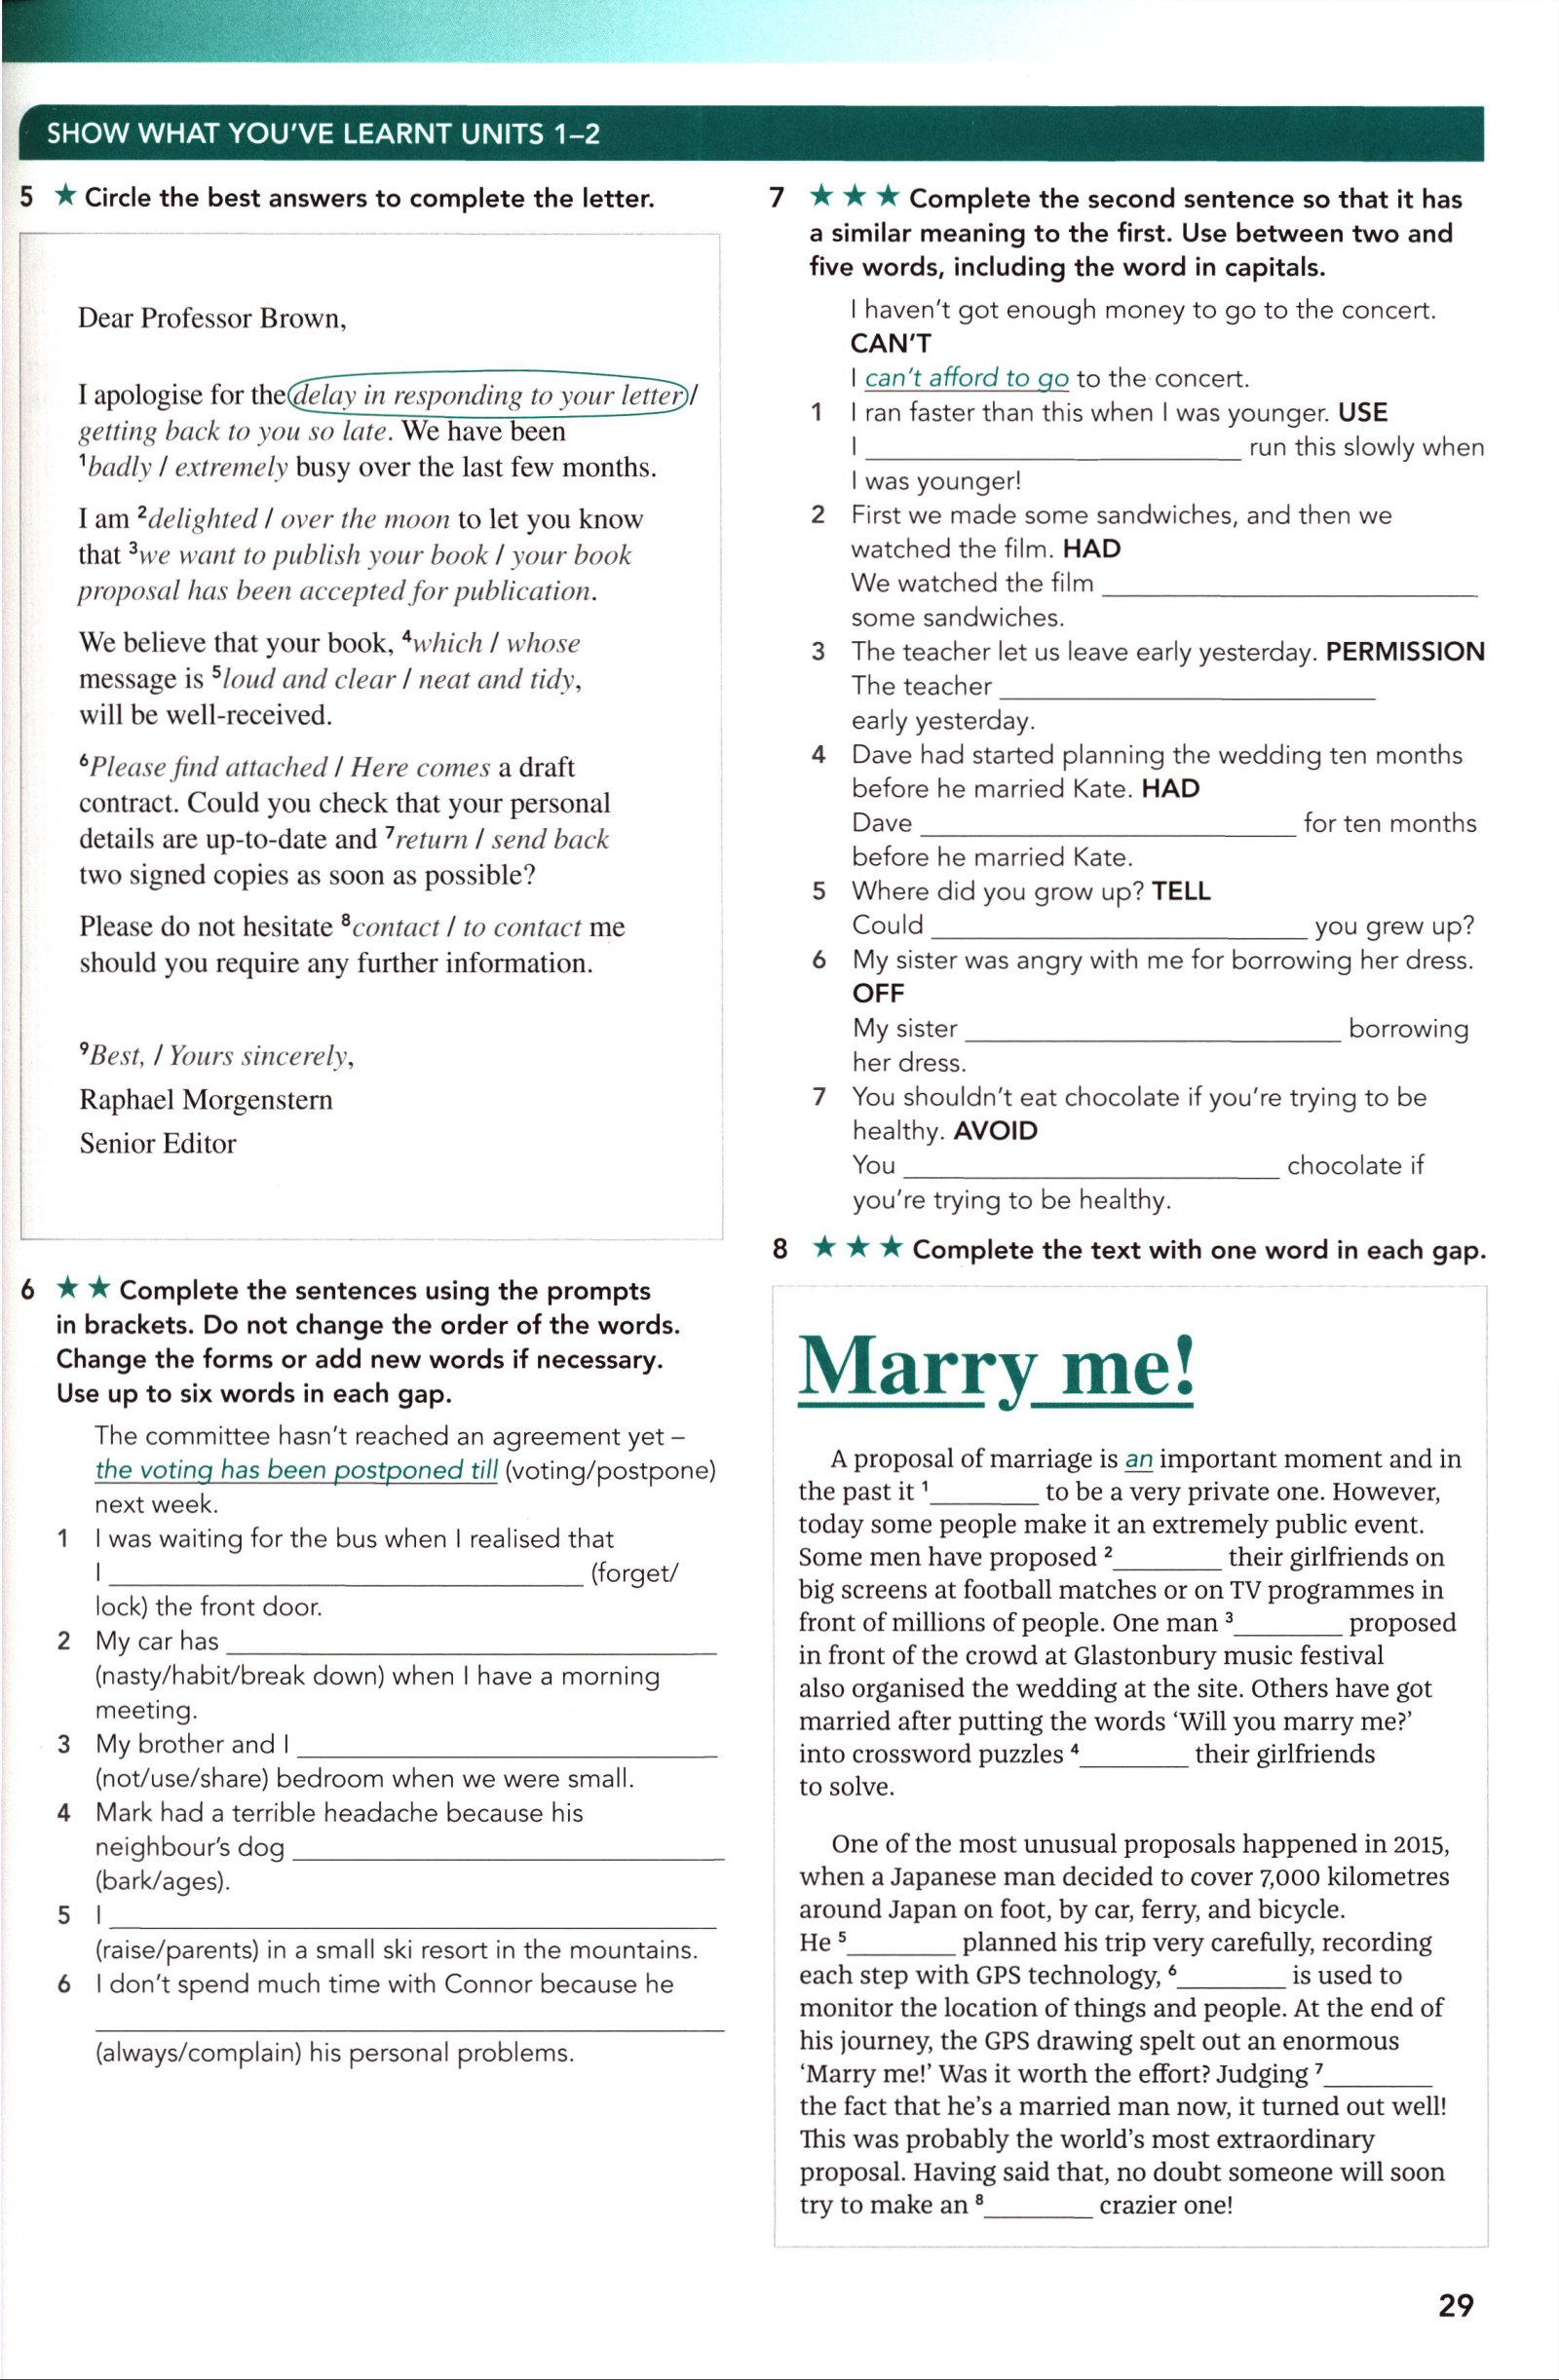 SHOW WHAT YOU'VE LEARNT UNITS 1–2
5 ★ Circle the best answers to complete the letter.
Dear Professor Brown,
I apologise for the delay in responding to your letter /
getting back to you so late. We have been
1badly / extremely busy over the last few months.
I am 2delighted / over the moon to let you know
that 3we want to publish your book / your book
proposal has been accepted for publication.
We believe that your book, 4which / whose
message is 5loud and clear / neat and tidy,
will be well-received.
6Please find attached / Here comes a draft
contract. Could you check that your personal
details are up-to-date and 7return / send back
two signed copies as soon as possible?
Please do not hesitate 8contact / to contact me
should you require any further information.
9Best, / Yours sincerely,
Raphael Morgenstern
Senior Editor
6 ★ ★ Complete the sentences using the prompts
in brackets. Do not change the order of the words.
Change the forms or add new words if necessary.
Use up to six words in each gap.
The committee hasn't reached an agreement yet –
the voting has been postponed till (voting/postpone)
next week.
1 I was waiting for the bus when I realised that
I ____________ (forget/
lock) the front door.
2 My car has ____________
(nasty/habit/break down) when I have a morning
meeting.
3 My brother and I ____________
(not/use/share) bedroom when we were small.
4 Mark had a terrible headache because his
neighbour's dog ____________
(bark/ages).
5 I ____________
(raise/parents) in a small ski resort in the mountains.
6 I don't spend much time with Connor because he
____________
(always/complain) his personal problems.
7 ★ ★ ★ Complete the second sentence so that it has
a similar meaning to the first. Use between two and
five words, including the word in capitals.
I haven't got enough money to go to the concert.
CAN'T
I can't afford to go to the concert.
1 I ran faster than this when I was younger. USE
I ____________ run this slowly when
I was younger!
2 First we made some sandwiches, and then we
watched the film. HAD
We watched the film ____________
some sandwiches.
3 The teacher let us leave early yesterday. PERMISSION
The teacher ____________
early yesterday.
4 Dave had started planning the wedding ten months
before he married Kate. HAD
Dave ____________ for ten months
before he married Kate.
5 Where did you grow up? TELL
Could ____________ you grew up?
6 My sister was angry with me for borrowing her dress.
OFF
My sister ____________ borrowing
her dress.
7 You shouldn't eat chocolate if you're trying to be
healthy. AVOID
You ____________ chocolate if
you're trying to be healthy.
8 ★ ★ ★ Complete the text with one word in each gap.
Marry me!
A proposal of marriage is an important moment and in
the past it 1________ to be a very private one. However,
today some people make it an extremely public event.
Some men have proposed 2________ their girlfriends on
big screens at football matches or on TV programmes in
front of millions of people. One man 3________ proposed
in front of the crowd at Glastonbury music festival
also organised the wedding at the site. Others have got
married after putting the words 'Will you marry me?'
into crossword puzzles 4________ their girlfriends
to solve.
One of the most unusual proposals happened in 2015,
when a Japanese man decided to cover 7,000 kilometres
around Japan on foot, by car, ferry, and bicycle.
He 5________ planned his trip very carefully, recording
each step with GPS technology, 6________ is used to
monitor the location of things and people. At the end of
his journey, the GPS drawing spelt out an enormous
'Marry me!' Was it worth the effort? Judging 7________
the fact that he's a married man now, it turned out well!
This was probably the world's most extraordinary
proposal. Having said that, no doubt someone will soon
try to make an 8________ crazier one!
29